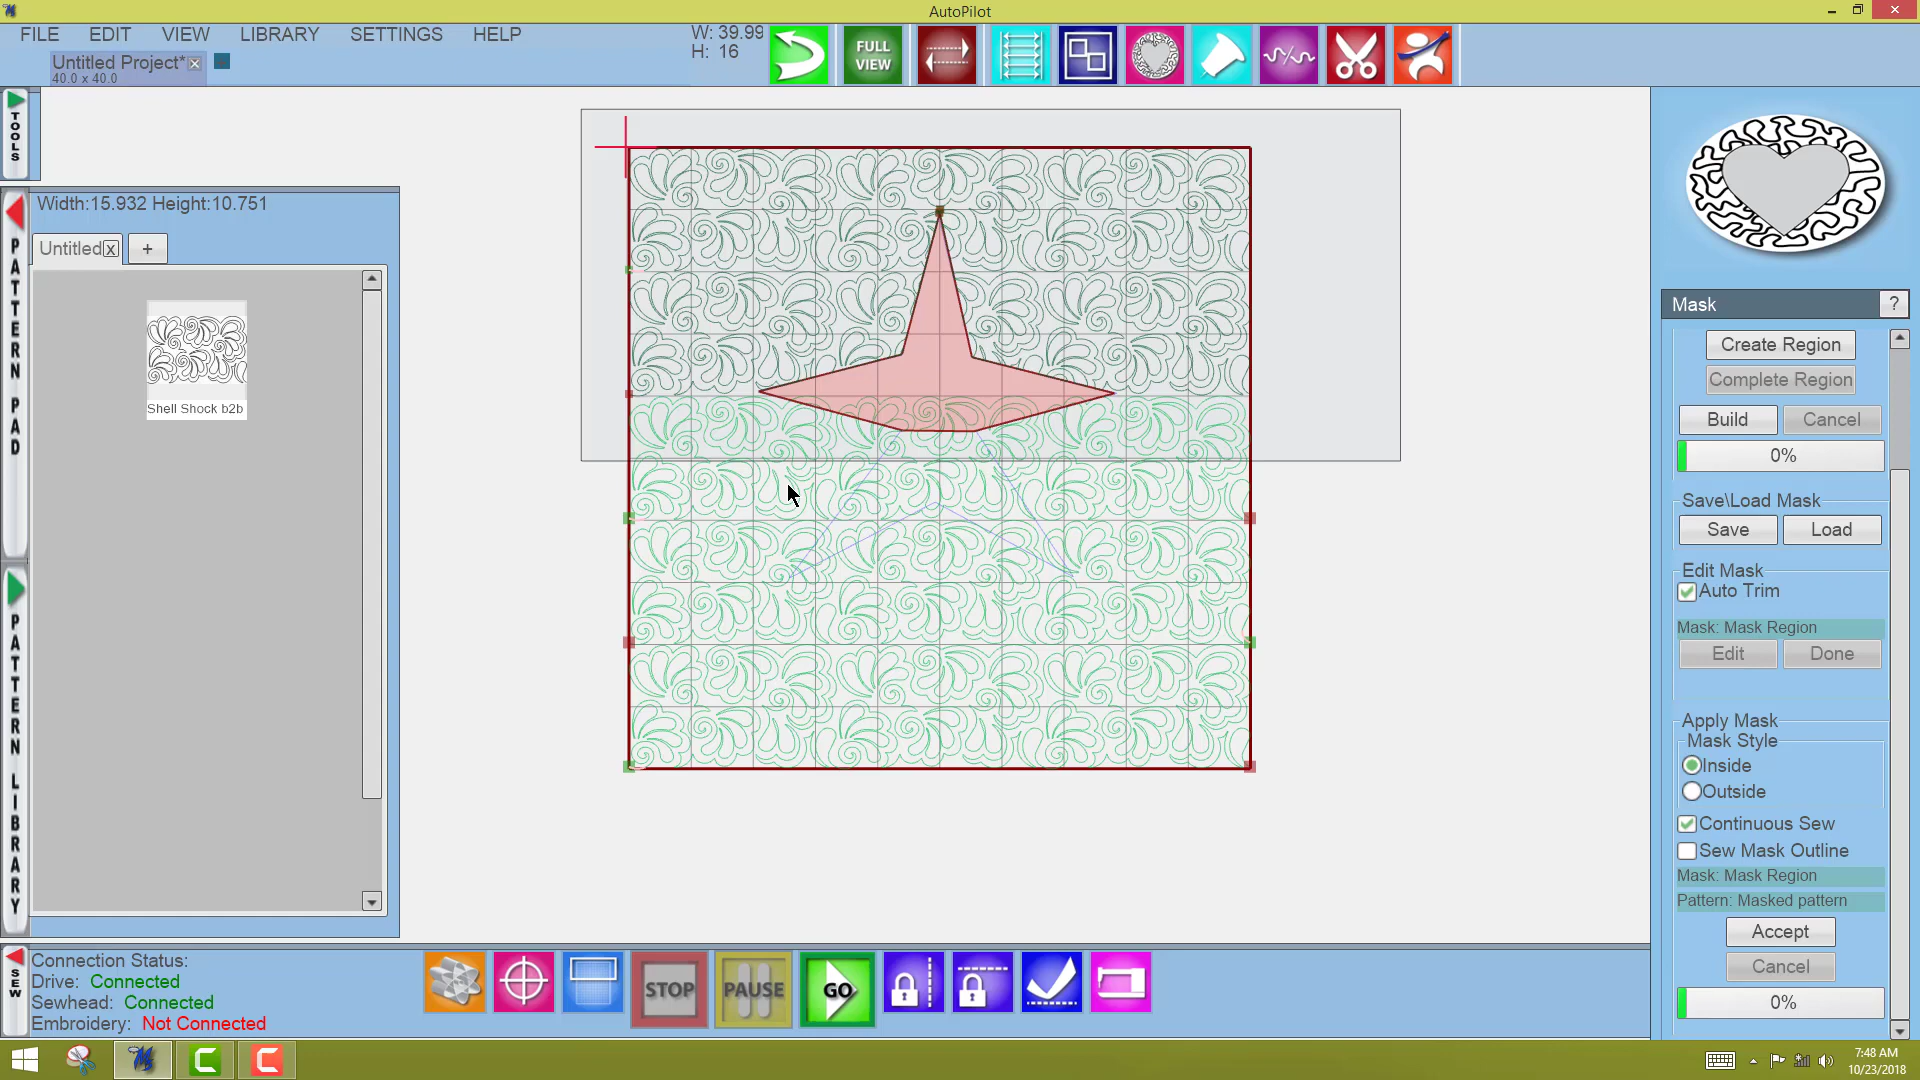 AutoPilot
FILE EDIT VIEW LIBRARY SETTINGS HELP
W: 39.99
H: 16
Untitled Project*
40.0 x 40.0
FULL
VIEW
TOOLS
Width:15.932 Height:10.751
Untitled X
+
Shell Shock b2b
PATTERN PAD
PATTERN LIBRARY
Mask ?
Create Region
Complete Region
Build Cancel
0%
Save\Load Mask
Save Load
Edit Mask
Auto Trim
Mask: Mask Region
Edit Done
Apply Mask
Mask Style
Inside
Outside
Continuous Sew
Sew Mask Outline
Mask: Mask Region
Pattern: Masked pattern
Accept
Cancel
0%
SEW
Connection Status:
Drive: Connected
Sewhead: Connected
Embroidery: Not Connected
STOP
PAUSE
GO
7:48 AM
10/23/2018